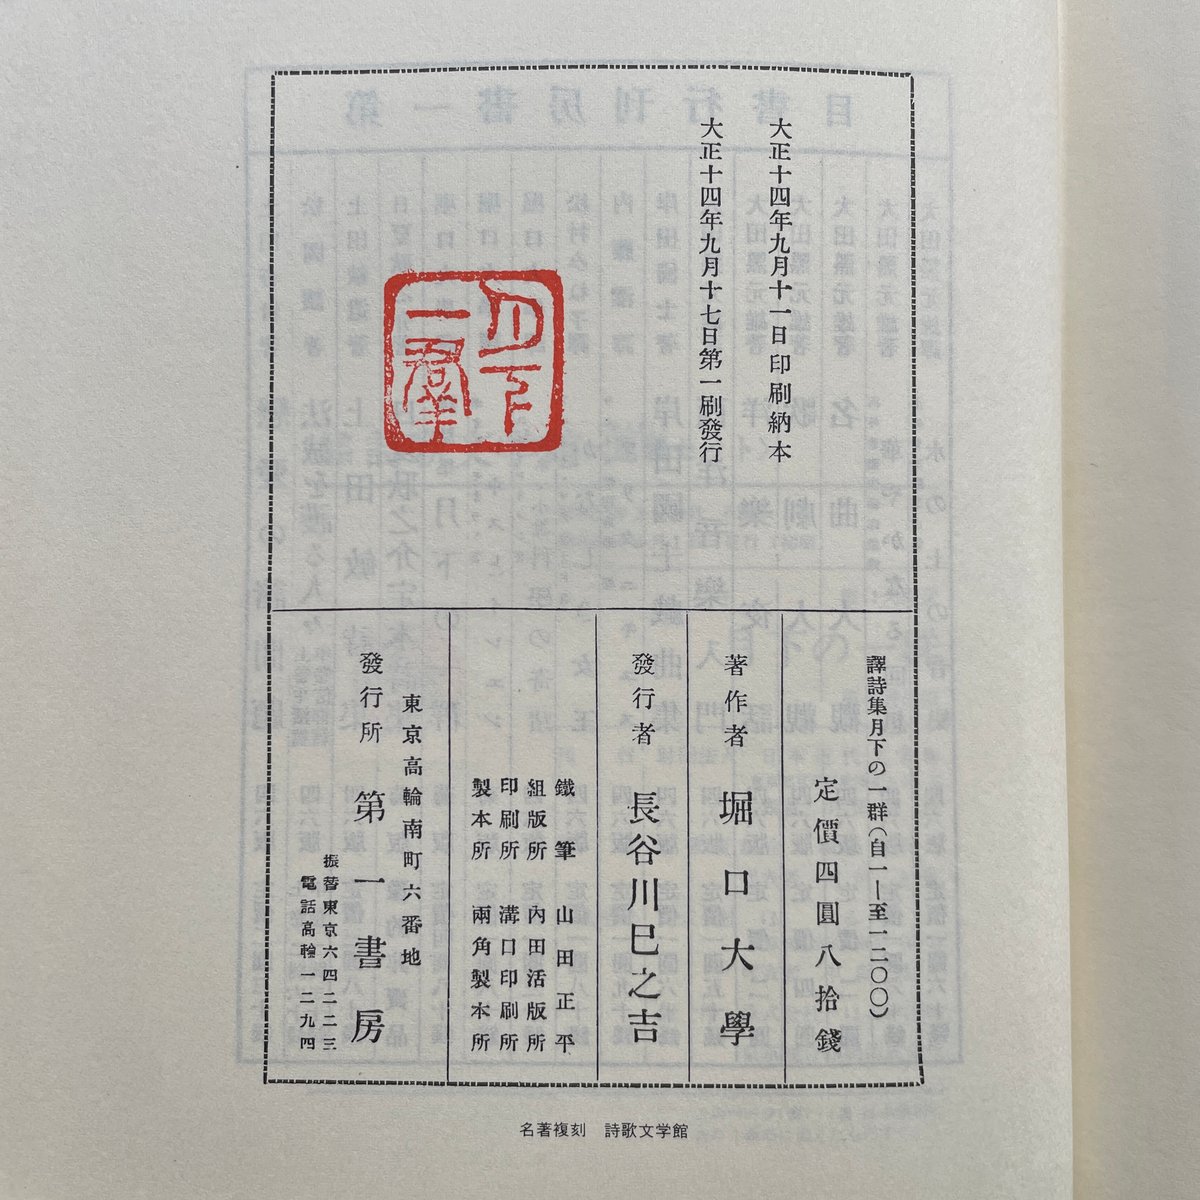 大正十四年九月十一日印刷納本
大正十四年九月十七日第一刷發行
月下
一群
譯詩集月下の一群（自一―至一二〇〇）
定價四圓八拾錢
著作者　堀口大學
發行者　長谷川巳之吉
鐵筆　山田正平
組版所　內田活版所
印刷所　溝口印刷所
製本所　兩角製本所
東京高輪南町六番地
發行所　第一書房
振替東京六四二二三
電話高輪一二九四
名著複刻　詩歌文学館